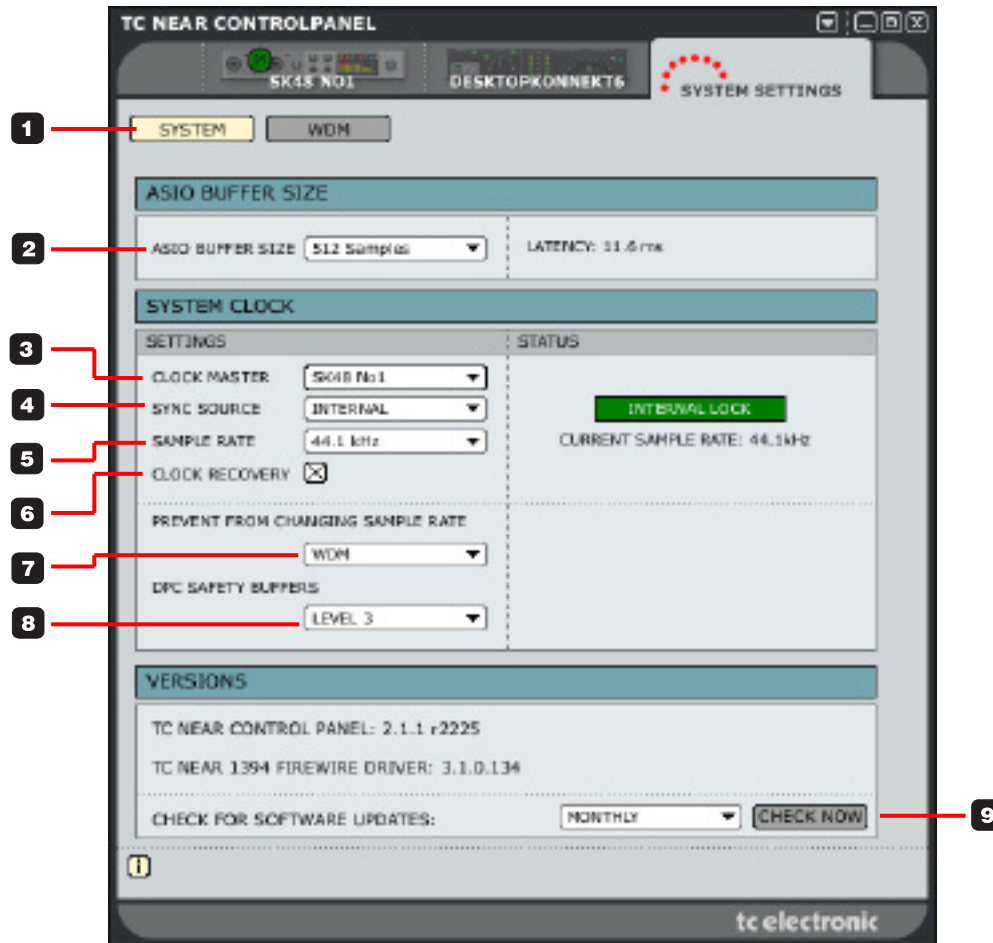 TC NEAR CONTROLPANEL
SK48 NO1
DESKTOPKONNEKT6
SYSTEM SETTINGS
1
SYSTEM
WDM
ASIO BUFFER SIZE
2
ASIO BUFFER SIZE
512 Samples
LATENCY: 11.6 ms
SYSTEM CLOCK
SETTINGS
STATUS
3
CLOCK MASTER
SK48 No1
4
SYNC SOURCE
INTERNAL
INTERNAL LOCK
5
SAMPLE RATE
44.1 kHz
CURRENT SAMPLE RATE: 44.1kHz
6
CLOCK RECOVERY
PREVENT FROM CHANGING SAMPLE RATE
7
WDM
DPC SAFETY BUFFERS
8
LEVEL 3
VERSIONS
TC NEAR CONTROL PANEL: 2.1.1 r2225
TC NEAR 1394 FIREWIRE DRIVER: 3.1.0.134
CHECK FOR SOFTWARE UPDATES:
MONTHLY
CHECK NOW
9
i
tc electronic